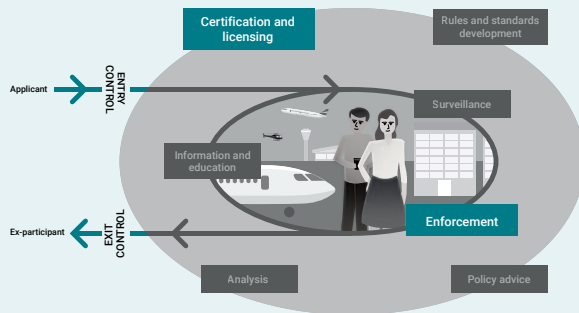 Certification and
licensing
Rules and standards
development
Applicant
ENTRY
CONTROL
Surveillance
Information and
education
Enforcement
Ex-participant
EXIT
CONTROL
Analysis
Policy advice